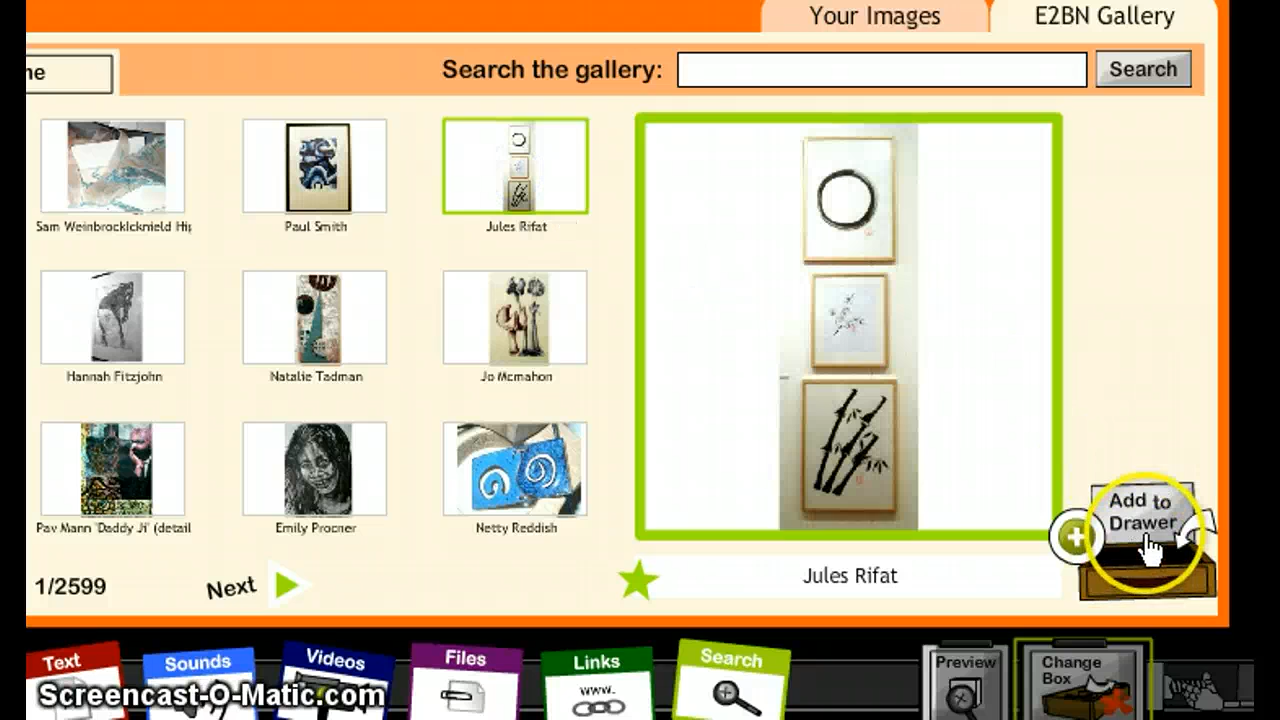 Your Images
E2BN Gallery
ne
Search the gallery:
Search
Sam WeinbrockIcknield Hig
Paul Smith
Jules Rifat
Hannah Fitzjohn
Natalie Tadman
Jo Mcmahon
Pav Mann 'Daddy Ji' (detail
Emily Procner
Netty Reddish
Add to
Drawer
1/2599
Next
Jules Rifat
Text
Sounds
Videos
Files
Links
www.
Search
Preview
Change
Box
Screencast-O-Matic.com